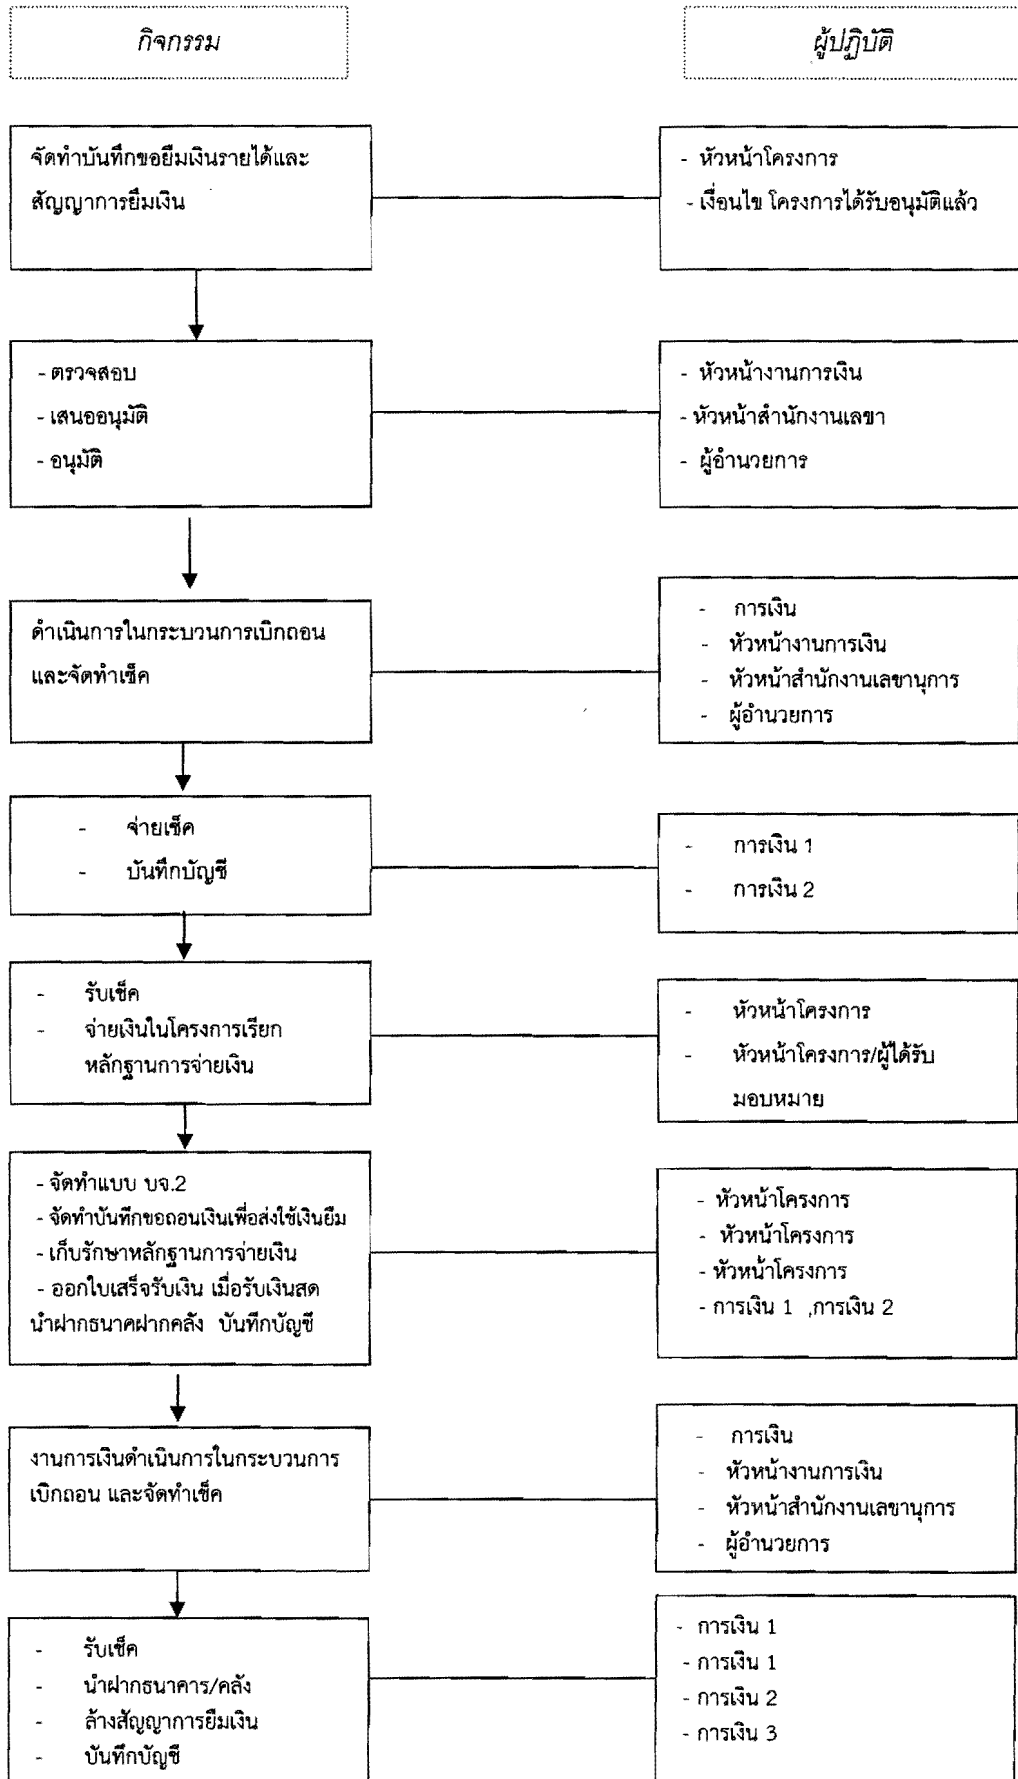 กิจกรรม
ผู้ปฏิบัติ
จัดทำบันทึกขอยืมเงินรายได้และ
สัญญาการยืมเงิน
- หัวหน้าโครงการ
- เงื่อนไข โครงการได้รับอนุมัติแล้ว
- ตรวจสอบ
- เสนออนุมัติ
- อนุมัติ
- หัวหน้างานการเงิน
- หัวหน้าสำนักงานเลขา
- ผู้อำนวยการ
ดำเนินการในกระบวนการเบิกถอน
และจัดทำเช็ค
- การเงิน
- หัวหน้างานการเงิน
- หัวหน้าสำนักงานเลขานุการ
- ผู้อำนวยการ
- จ่ายเช็ค
- บันทึกบัญชี
- การเงิน 1
- การเงิน 2
- รับเช็ค
- จ่ายเงินในโครงการเรียก
หลักฐานการจ่ายเงิน
- หัวหน้าโครงการ
- หัวหน้าโครงการ/ผู้ได้รับ
มอบหมาย
- จัดทำแบบ บจ.2
- จัดทำบันทึกขอถอนเงินเพื่อส่งใช้เงินยืม
- เก็บรักษาหลักฐานการจ่ายเงิน
- ออกใบเสร็จรับเงิน เมื่อรับเงินสด
นำฝากธนาคฝากคลัง บันทึกบัญชี
- หัวหน้าโครงการ
- หัวหน้าโครงการ
- หัวหน้าโครงการ
- การเงิน 1 ,การเงิน 2
งานการเงินดำเนินการในกระบวนการ
เบิกถอน และจัดทำเช็ค
- การเงิน
- หัวหน้างานการเงิน
- หัวหน้าสำนักงานเลขานุการ
- ผู้อำนวยการ
- รับเช็ค
- นำฝากธนาคาร/คลัง
- ล้างสัญญาการยืมเงิน
- บันทึกบัญชี
- การเงิน 1
- การเงิน 1
- การเงิน 2
- การเงิน 3